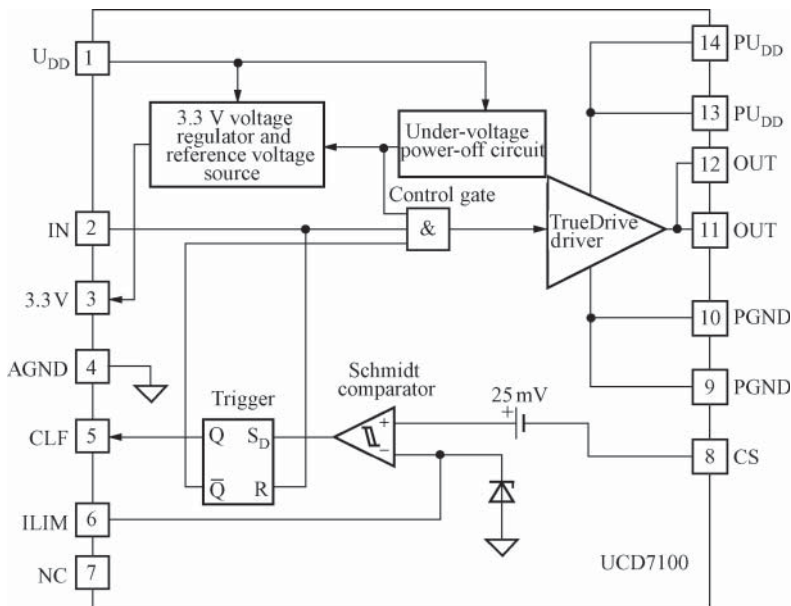 U_DD
1
14
PU_DD
3.3 V voltage
regulator and
reference voltage
source
Under-voltage
power-off circuit
13
PU_DD
12
OUT
Control gate
IN
2
&
TrueDrive
driver
11
OUT
3.3 V
3
10
PGND
AGND
4
Schmidt
comparator
9
PGND
Trigger
25 mV
+
CLF
5
Q
S_D
+
−
8
CS
Q̅
R
ILIM
6
NC
7
UCD7100